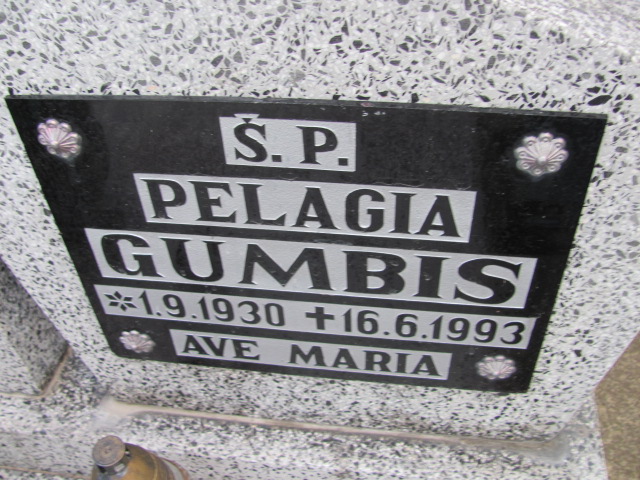 Š.P.
PELAGIA
GUMBIS
✻1.9.1930 ✝16.6.1993
AVE MARIA